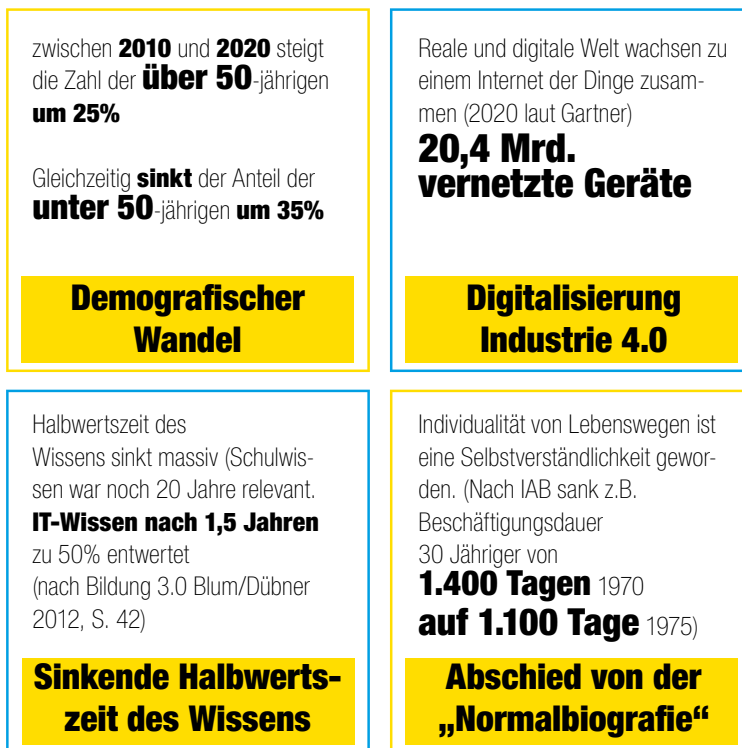 zwischen 2010 und 2020 steigt
die Zahl der über 50-jährigen
um 25%
Gleichzeitig sinkt der Anteil der
unter 50-jährigen um 35%
Demografischer
Wandel
Reale und digitale Welt wachsen zu
einem Internet der Dinge zusam-
men (2020 laut Gartner)
20,4 Mrd.
vernetzte Geräte
Digitalisierung
Industrie 4.0
Halbwertszeit des
Wissens sinkt massiv (Schulwis-
sen war noch 20 Jahre relevant.
IT-Wissen nach 1,5 Jahren
zu 50% entwertet
(nach Bildung 3.0 Blum/Dübner
2012, S. 42)
Sinkende Halbwerts-
zeit des Wissens
Individualität von Lebenswegen ist
eine Selbstverständlichkeit gewor-
den. (Nach IAB sank z.B.
Beschäftigungsdauer
30 Jähriger von
1.400 Tagen 1970
auf 1.100 Tage 1975)
Abschied von der
„Normalbiografie“